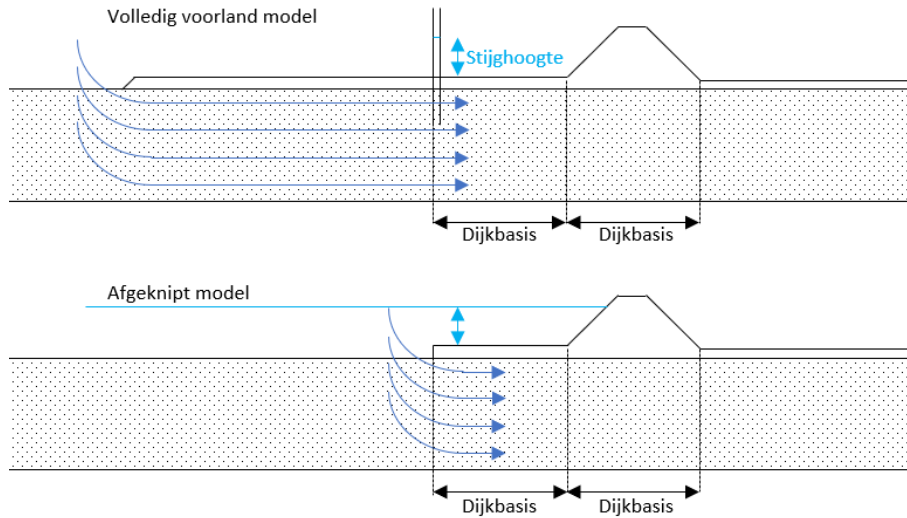 Volledig voorland model
Stijghoogte
Dijkbasis
Dijkbasis
Afgeknipt model
Dijkbasis
Dijkbasis